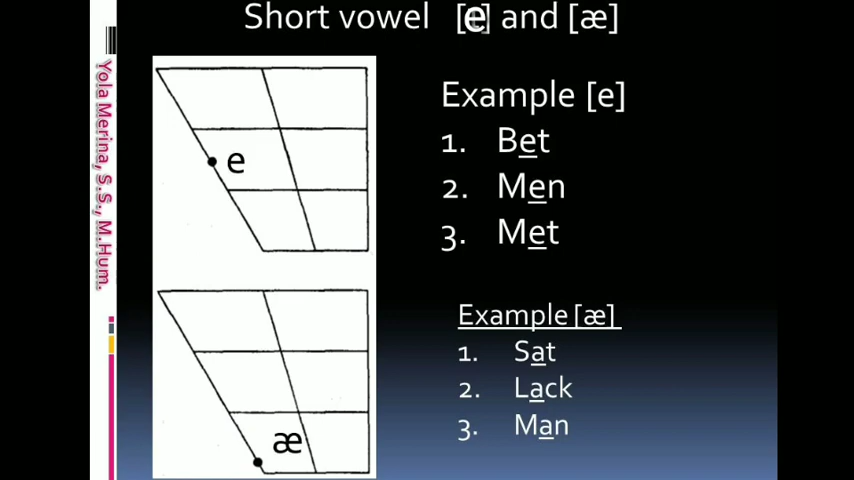 Short vowel [e] and [æ]
Yola Merina, S.S., M.Hum.
e
Example [e]
1. Bet
2. Men
3. Met
æ
Example [æ]
1. Sat
2. Lack
3. Man